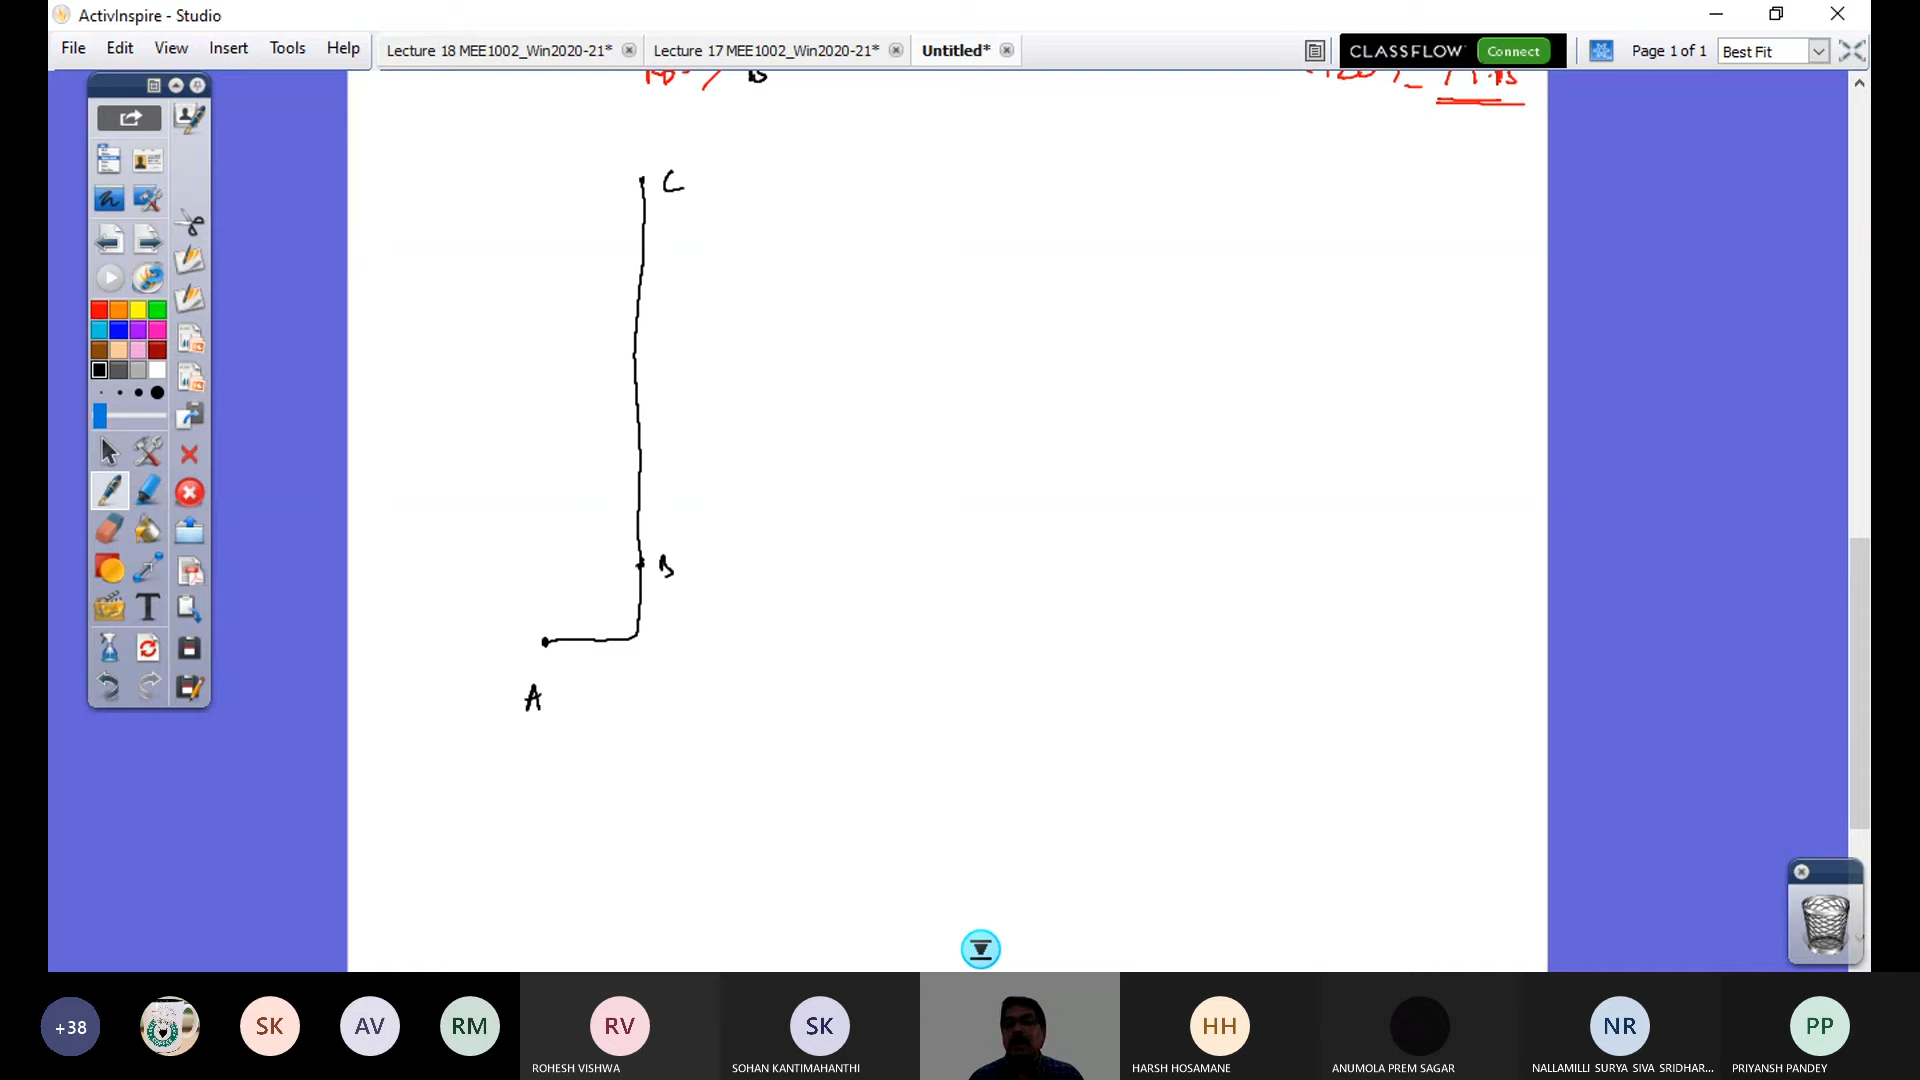 ActivInspire - Studio
File Edit View Insert Tools Help
Lecture 18 MEE1002_Win2020-21* Lecture 17 MEE1002_Win2020-21* Untitled*
CLASSFLOW Connect Page 1 of 1 Best Fit
B
C
B
A
T
+38 SK AV RM RV SK HH NR PP
ROHESH VISHWA SOHAN KANTIMAHANTHI HARSH HOSAMANE ANUMOLA PREM SAGAR NALLAMILLI SURYA SIVA SRIDHAR... PRIYANSH PANDEY